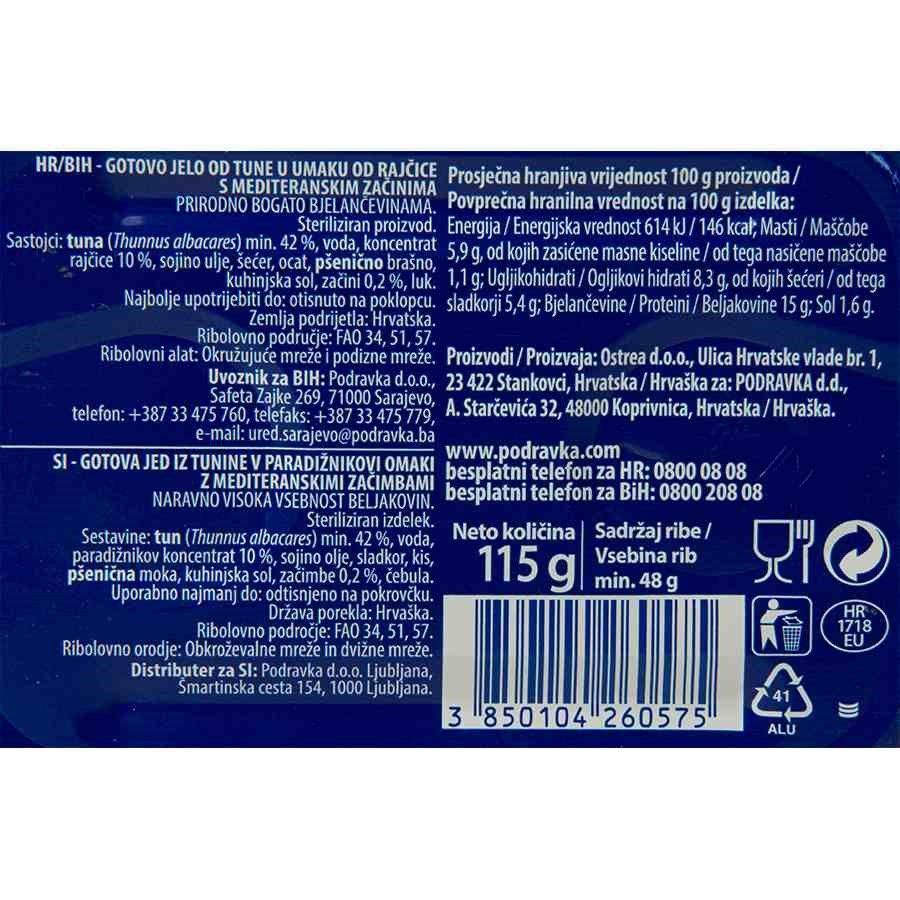 HR/BIH - GOTOVO JELO OD TUNE U UMAKU OD RAJČICE
S MEDITERANSKIM ZAČINIMA
PRIRODNO BOGATO BJELANČEVINAMA.
Steriliziran proizvod.
Sastojci: tuna (Thunnus albacares) min. 42 %, voda, koncentrat
rajčice 10 %, sojino ulje, šećer, ocat, pšenično brašno,
kuhinjska sol, začini 0,2 %, luk.
Najbolje upotrijebiti do: otisnuto na poklopcu.
Zemlja podrijetla: Hrvatska.
Ribolovno područje: FAO 34, 51, 57.
Ribolovni alat: Okružujuće mreže i podizne mreže.
Uvoznik za BIH: Podravka d.o.o.,
Safeta Zajke 269, 71000 Sarajevo,
telefon: +387 33 475 760, telefaks: +387 33 475 779,
e-mail: ured.sarajevo@podravka.ba
SI - GOTOVA JED IZ TUNINE V PARADIŽNIKOVI OMAKI
Z MEDITERANSKIMI ZAČIMBAMI
NARAVNO VISOKA VSEBNOST BELJAKOVIN.
Steriliziran izdelek.
Sestavine: tun (Thunnus albacares) min. 42 %, voda,
paradižnikov koncentrat 10 %, sojino olje, sladkor, kis,
pšenična moka, kuhinjska sol, začimbe 0,2 %, čebula.
Uporabno najmanj do: odtisnjeno na pokrovčku.
Država porekla: Hrvaška.
Ribolovno področje: FAO 34, 51, 57.
Ribolovno orodje: Obkroževalne mreže in dvižne mreže.
Distributer za SI: Podravka d.o.o. Ljubljana,
Šmartinska cesta 154, 1000 Ljubljana.
Prosječna hranjiva vrijednost 100 g proizvoda /
Povprečna hranilna vrednost na 100 g izdelka:
Energija / Energijska vrednost 614 kJ / 146 kcal; Masti / Maščobe
5,9 g, od kojih zasićene masne kiseline / od tega nasičene maščobe
1,1 g; Ugljikohidrati / Ogljikovi hidrati 8,3 g, od kojih šećeri / od tega
sladkorji 5,4 g; Bjelančevine / Proteini / Beljakovine 15 g; Sol 1,6 g.
Proizvodi / Proizvaja: Ostrea d.o.o., Ulica Hrvatske vlade br. 1,
23 422 Stankovci, Hrvatska / Hrvaška za: PODRAVKA d.d.,
A. Starčevića 32, 48000 Koprivnica, Hrvatska / Hrvaška.
www.podravka.com
besplatni telefon za HR: 0800 08 08
besplatni telefon za BiH: 0800 208 08
Neto količina
115 g
Sadržaj ribe /
Vsebina rib
min. 48 g
HR
1718
EU
3 850104 260575
41
ALU